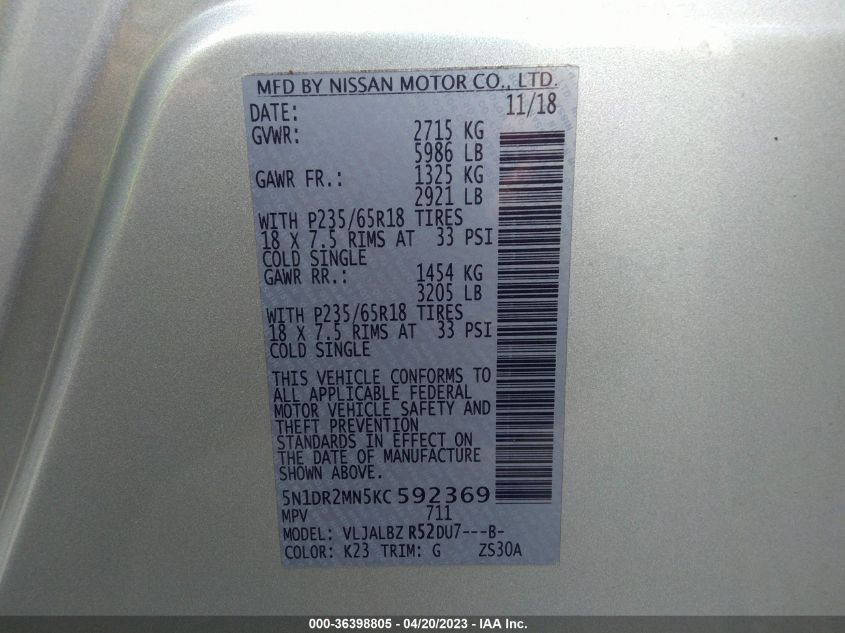 MFD BY NISSAN MOTOR CO., LTD.
DATE: 11/18
GVWR: 2715 KG
5986 LB
GAWR FR.: 1325 KG
2921 LB
WITH P235/65R18 TIRES
18 X 7.5 RIMS AT 33 PSI
COLD SINGLE
GAWR RR.: 1454 KG
3205 LB
WITH P235/65R18 TIRES
18 X 7.5 RIMS AT 33 PSI
COLD SINGLE
THIS VEHICLE CONFORMS TO
ALL APPLICABLE FEDERAL
MOTOR VEHICLE SAFETY AND
THEFT PREVENTION
STANDARDS IN EFFECT ON
THE DATE OF MANUFACTURE
SHOWN ABOVE.
5N1DR2MN5KC592369
MPV 711
MODEL: VLJALBZ R52DU7---B-
COLOR: K23 TRIM: G ZS30A
000-36398805 - 04/20/2023 - IAA Inc.